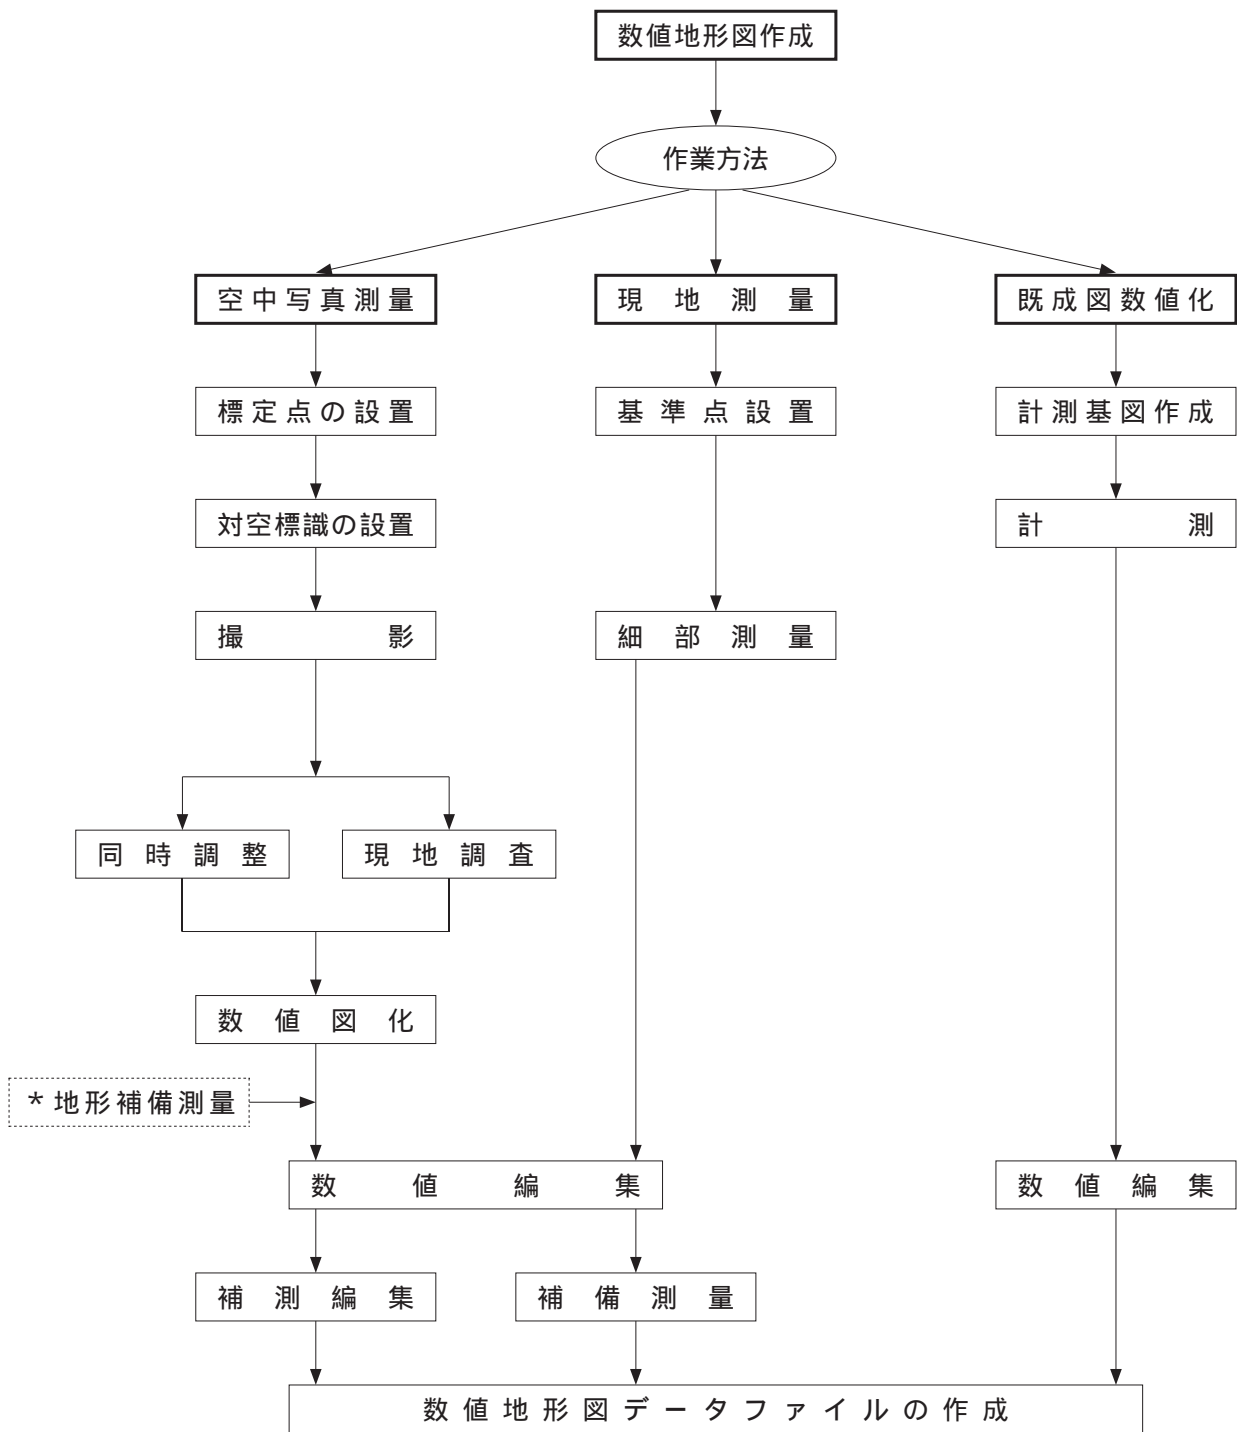 数値地形図作成
作業方法
空中写真測量
現地測量
既成図数値化
標定点の設置
基準点設置
計測基図作成
対空標識の設置
計測
撮影
細部測量
同時調整
現地調査
数値図化
*地形補備測量
数値編集
数値編集
補測編集
補備測量
数値地形図データファイルの作成